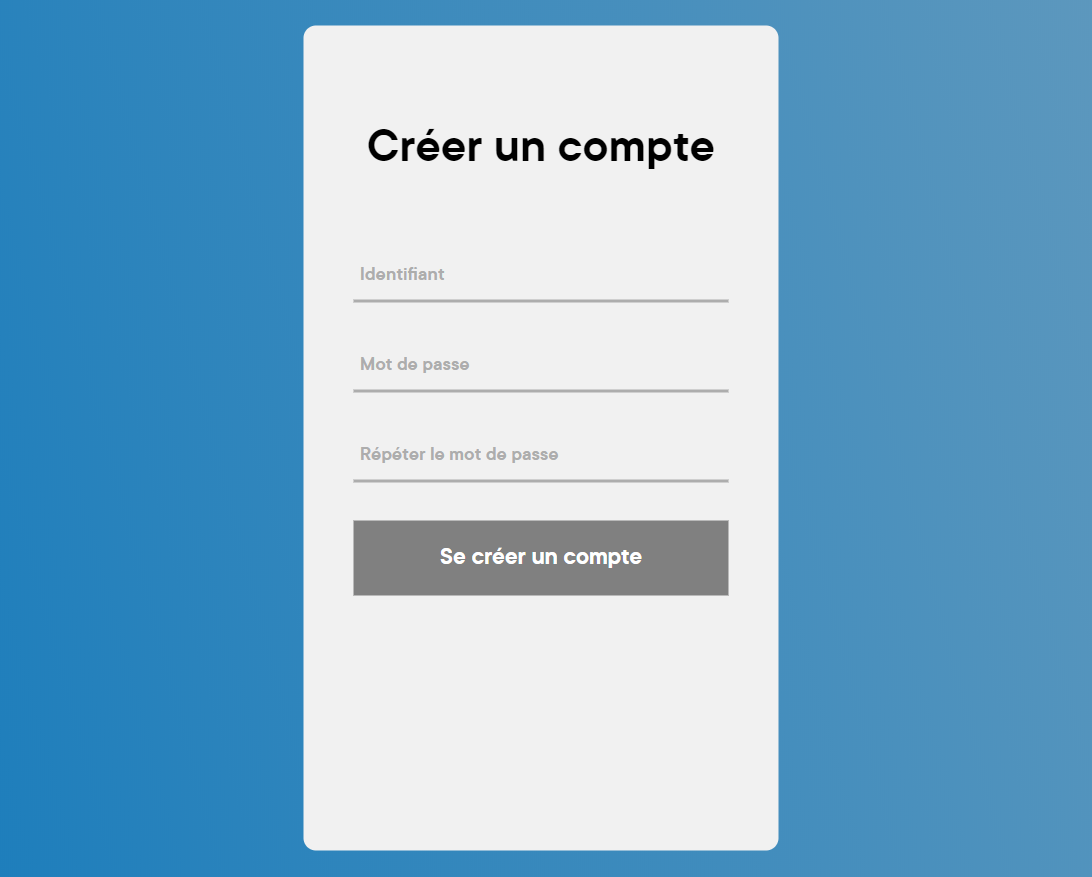 Créer un compte
Identifiant
Mot de passe
Répéter le mot de passe
Se créer un compte